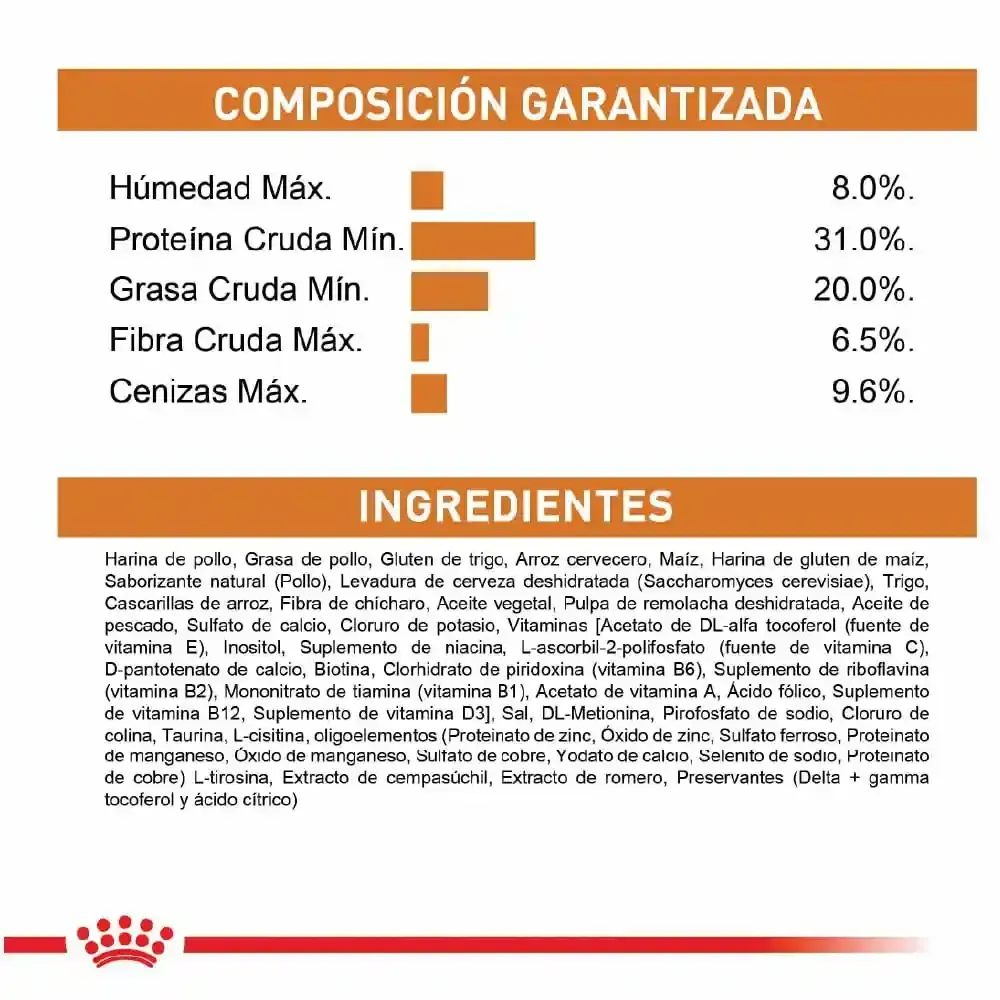 COMPOSICIÓN GARANTIZADA
Húmedad Máx. 8.0%.
Proteína Cruda Mín. 31.0%.
Grasa Cruda Mín. 20.0%.
Fibra Cruda Máx. 6.5%.
Cenizas Máx. 9.6%.
INGREDIENTES
Harina de pollo, Grasa de pollo, Gluten de trigo, Arroz cervecero, Maíz, Harina de gluten de maíz,
Saborizante natural (Pollo), Levadura de cerveza deshidratada (Saccharomyces cerevisiae), Trigo,
Cascarillas de arroz, Fibra de chícharo, Aceite vegetal, Pulpa de remolacha deshidratada, Aceite de
pescado, Sulfato de calcio, Cloruro de potasio, Vitaminas [Acetato de DL-alfa tocoferol (fuente de
vitamina E), Inositol, Suplemento de niacina, L-ascorbil-2-polifosfato (fuente de vitamina C),
D-pantotenato de calcio, Biotina, Clorhidrato de piridoxina (vitamina B6), Suplemento de riboflavina
(vitamina B2), Mononitrato de tiamina (vitamina B1), Acetato de vitamina A, Ácido fólico, Suplemento
de vitamina B12, Suplemento de vitamina D3], Sal, DL-Metionina, Pirofosfato de sodio, Cloruro de
colina, Taurina, L-cisitina, oligoelementos (Proteinato de zinc, Óxido de zinc, Sulfato ferroso, Proteinato
de manganeso, Óxido de manganeso, Sulfato de cobre, Yodato de calcio, Selenito de sodio, Proteinato
de cobre) L-tirosina, Extracto de cempasúchil, Extracto de romero, Preservantes (Delta + gamma
tocoferol y ácido cítrico)